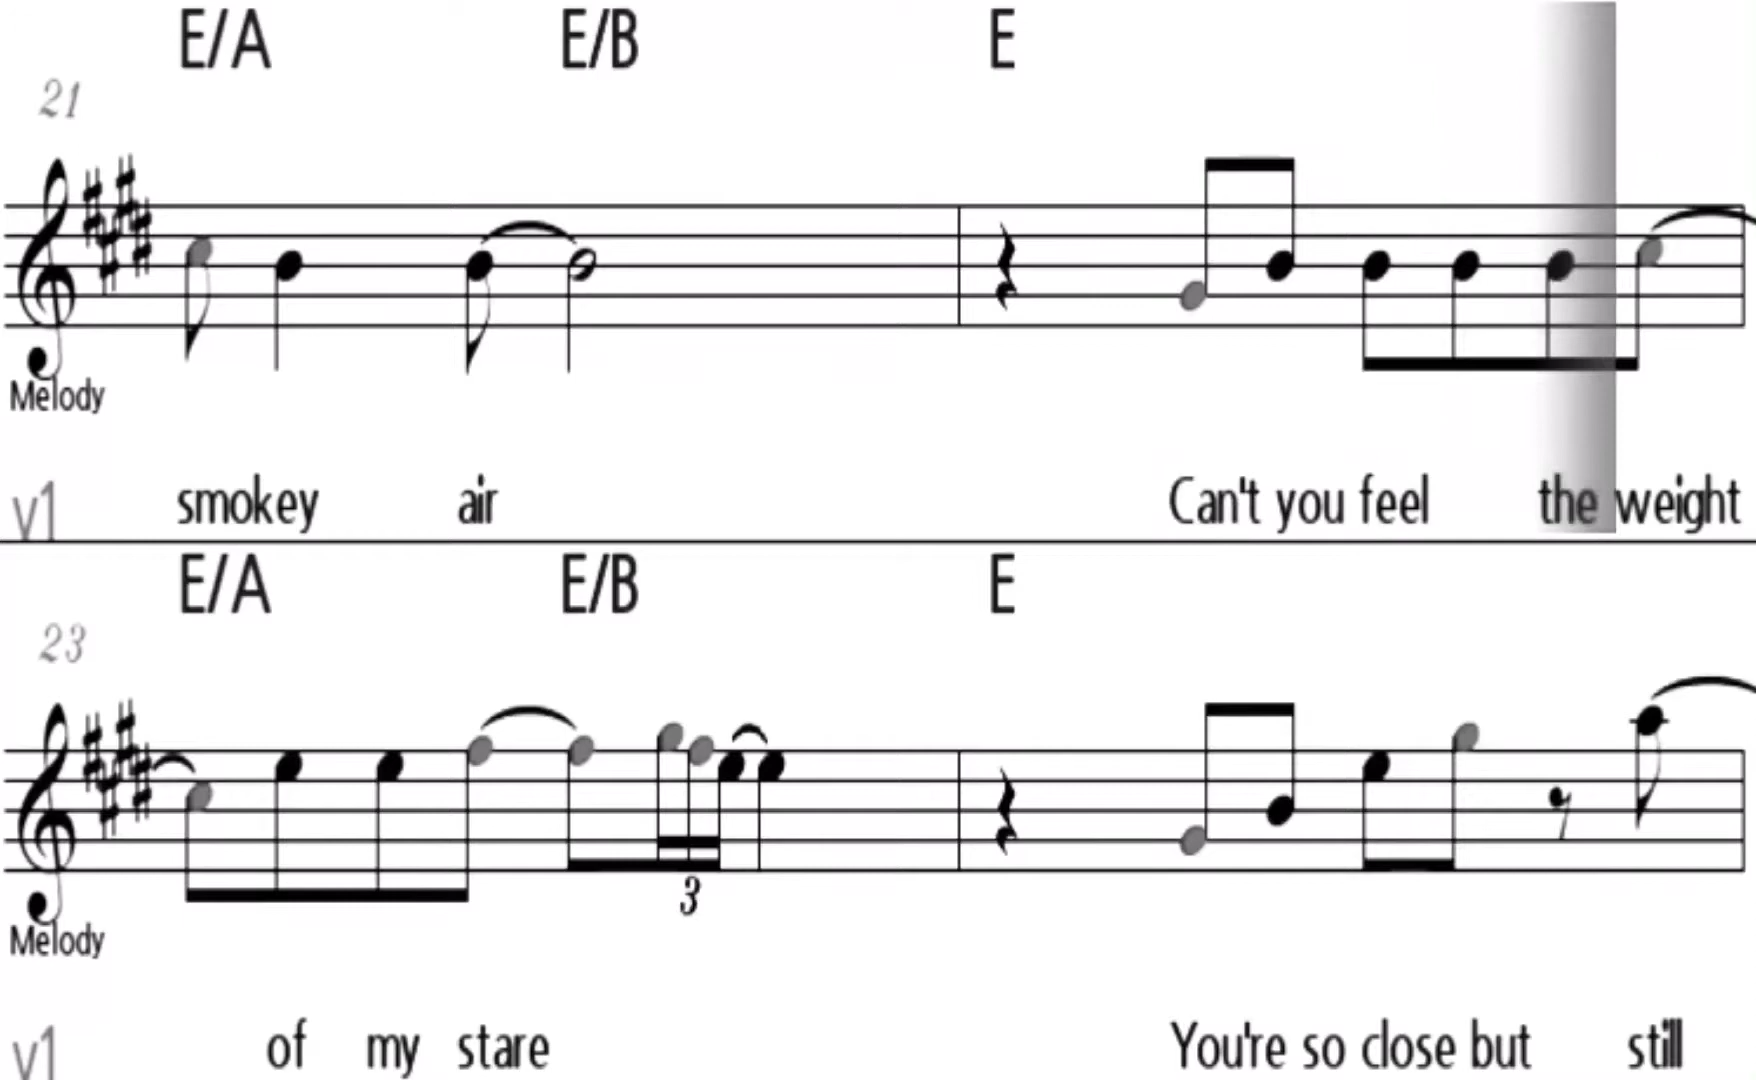 E/A E/B E
21
Melody
v1 smokey air Can't you feel the weight
E/A E/B E
23
3
Melody
v1 of my stare You're so close but still